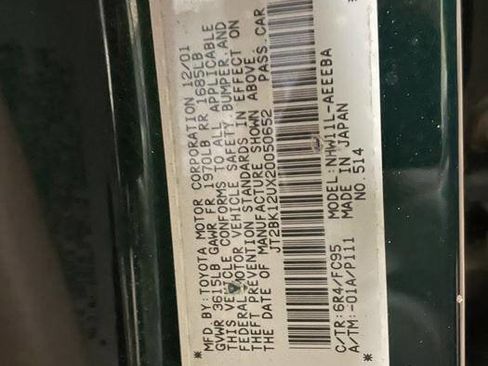 MFD.BY:TOYOTA MOTOR CORPORATION 12/01
GVWR 3615LB GAWR FR 1970LB RR 1685LB
THIS VEHICLE CONFORMS TO ALL APPLICABLE
FEDERAL MOTOR VEHICLE SAFETY,BUMPER,AND
THEFT PREVENTION STANDARDS IN EFFECT ON
THE DATE OF MANUFACTURE SHOWN ABOVE
JT2BK12UX20050652 PASS.CAR
C/TR:6R4/FC95 NHW11L-AEEEBA
A/TM:-01A/P111 MADE IN JAPAN
NO.514